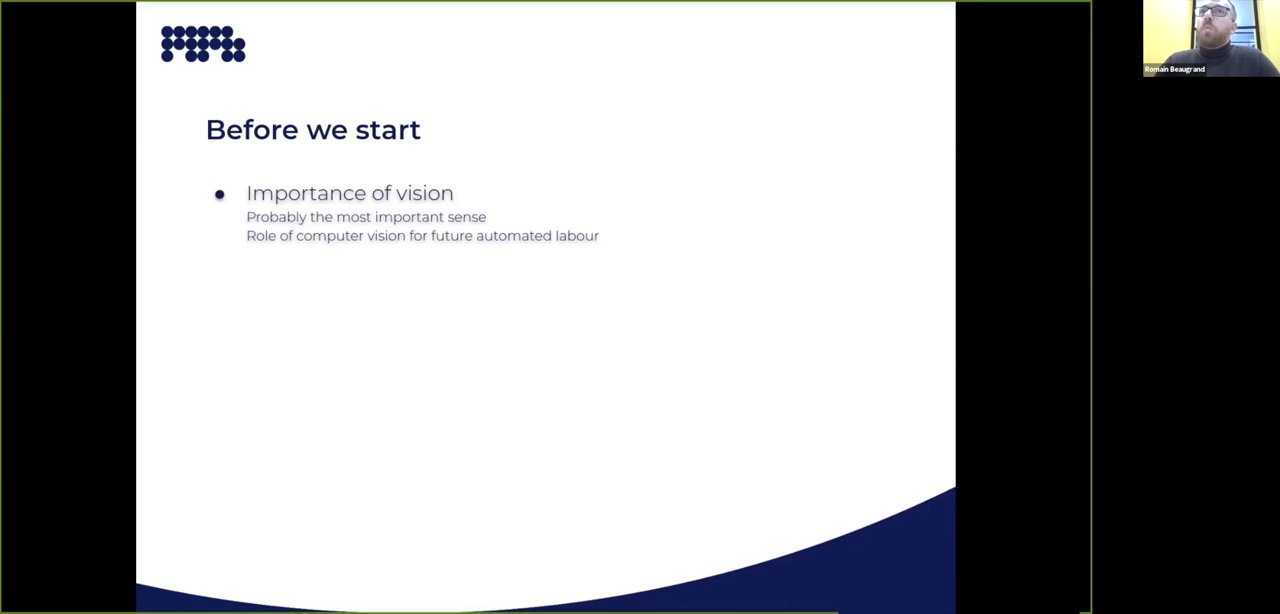 Before we start
● Importance of vision
Probably the most important sense
Role of computer vision for future automated labour
Romain Beaugrand